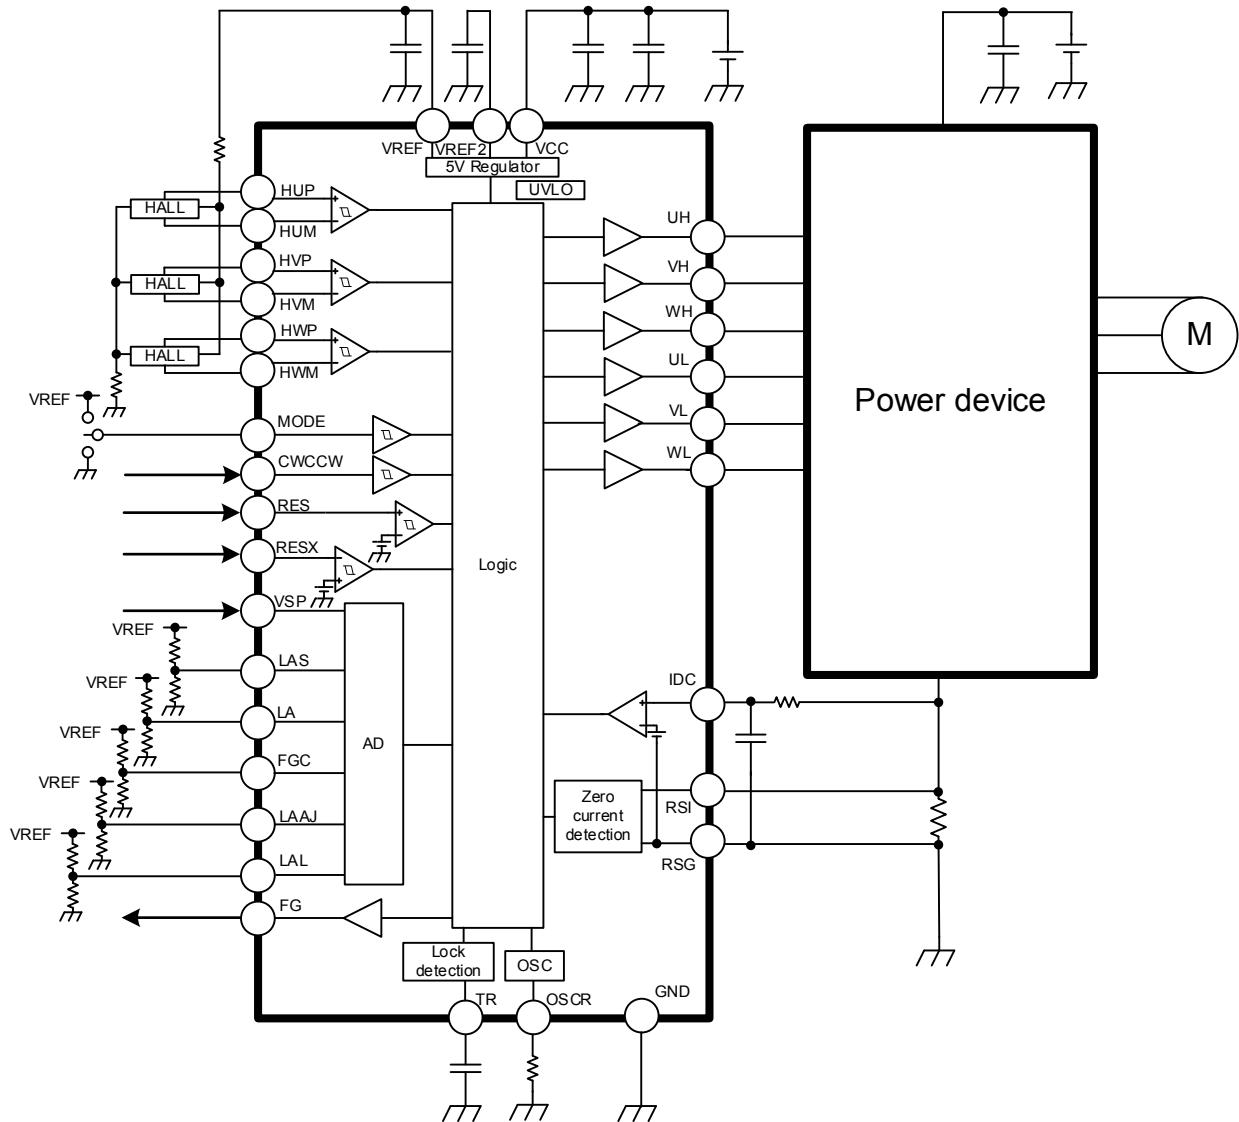 VREF
VREF2
VCC
5V Regulator
UVLO
HUP
HALL
HUM
HVP
HALL
HVM
HWP
HALL
HWM
VREF
MODE
CWCCW
RES
RESX
VSP
VREF
LAS
VREF
LA
VREF
FGC
VREF
LAAJ
VREF
LAL
FG
AD
Logic
UH
VH
WH
UL
VL
WL
Power device
M
IDC
Zero
current
detection
RSI
RSG
Lock
detection
OSC
TR
OSCR
GND